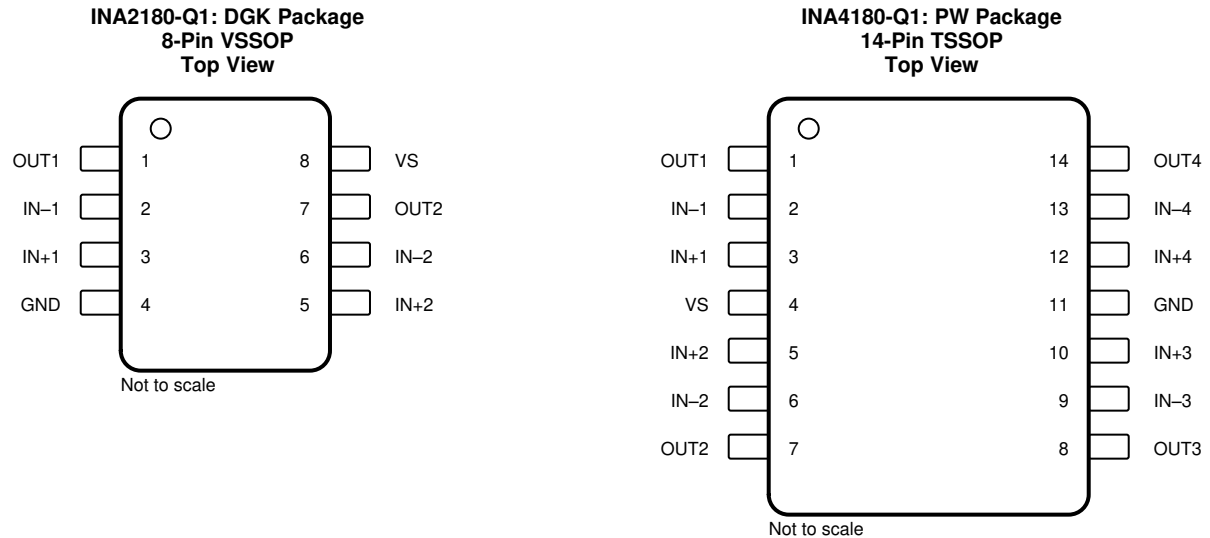 INA2180-Q1: DGK Package
8-Pin VSSOP
Top View
OUT1 1 8 VS
IN–1 2 7 OUT2
IN+1 3 6 IN–2
GND 4 5 IN+2
Not to scale
INA4180-Q1: PW Package
14-Pin TSSOP
Top View
OUT1 1 14 OUT4
IN–1 2 13 IN–4
IN+1 3 12 IN+4
VS 4 11 GND
IN+2 5 10 IN+3
IN–2 6 9 IN–3
OUT2 7 8 OUT3
Not to scale